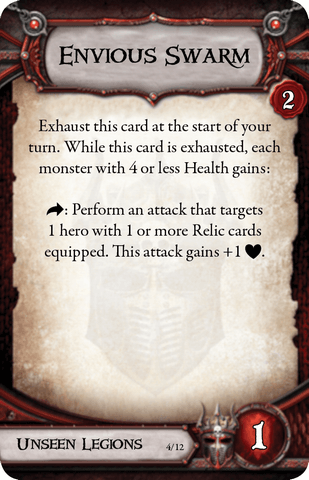 Envious Swarm
2
Exhaust this card at the start of your
turn. While this card is exhausted, each
monster with 4 or less Health gains:
: Perform an attack that targets
1 hero with 1 or more Relic cards
equipped. This attack gains +1 ♥.
Unseen Legions 4/12
1